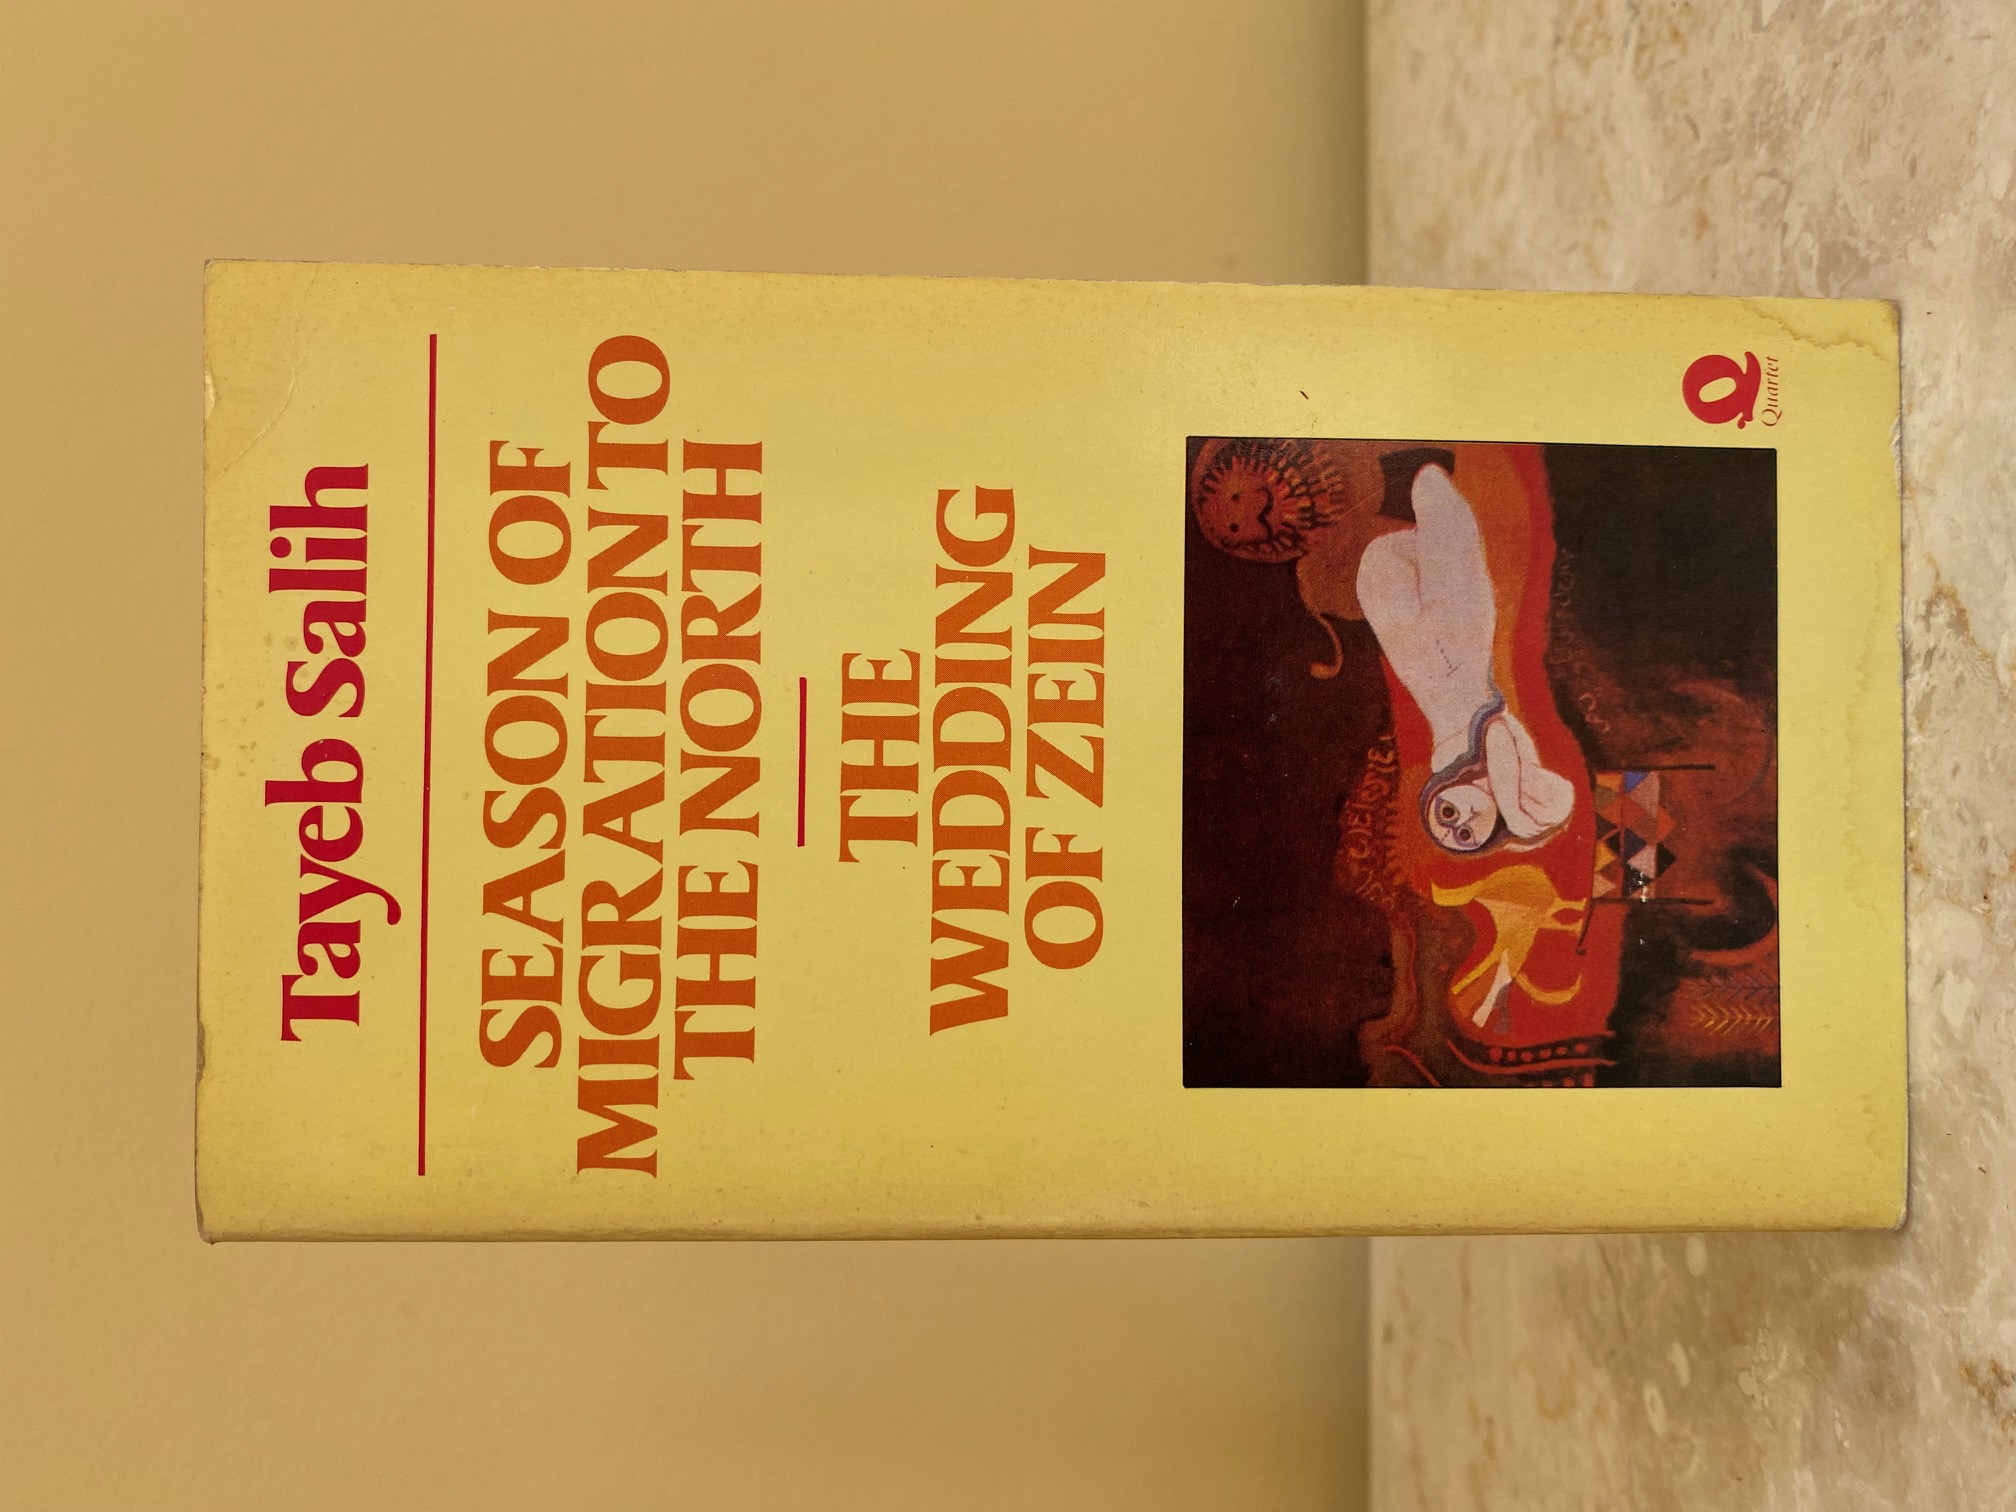 Tayeb Salih
SEASON OF
MIGRATION TO
THE NORTH
THE
WEDDING
OF ZEIN
Q
Quartet